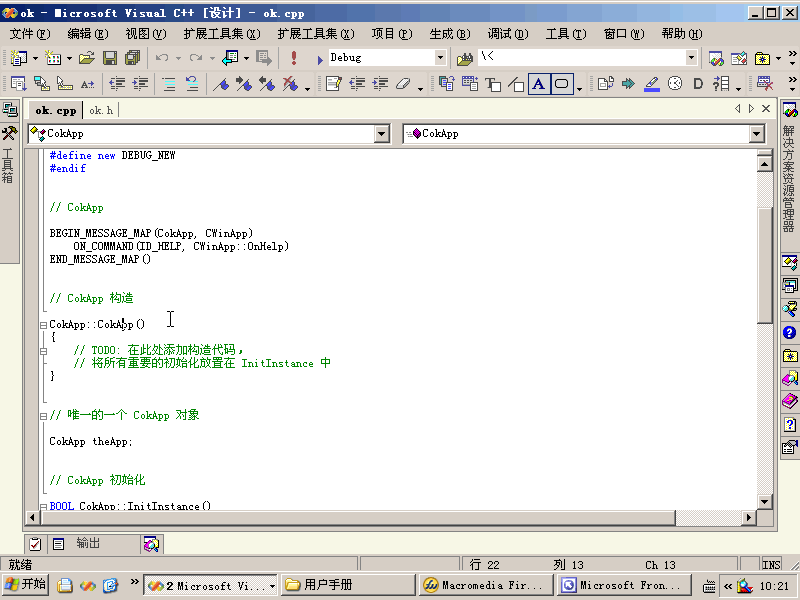 ok - Microsoft Visual C++ [设计] - ok.cpp
文件(F) 编辑(E) 视图(V) 扩展工具集(X) 扩展工具集(X) 项目(P) 生成(B) 调试(D) 工具(T) 窗口(W) 帮助(H)
Debug \<
A D
ok.cpp ok.h
CokApp CokApp
工具箱
#define new DEBUG_NEW
#endif
// CokApp
BEGIN_MESSAGE_MAP(CokApp, CWinApp)
ON_COMMAND(ID_HELP, CWinApp::OnHelp)
END_MESSAGE_MAP()
// CokApp 构造
CokApp::CokApp()
{
// TODO: 在此处添加构造代码,
// 将所有重要的初始化放置在 InitInstance 中
}
// 唯一的一个 CokApp 对象
CokApp theApp;
// CokApp 初始化
BOOL CokApp::InitInstance()
解决方案资源管理器
输出
就绪 行 22 列 13 Ch 13 INS
开始 2 Microsoft Vi... 用户手册 Macromedia Fir... Microsoft Fron... 10:21